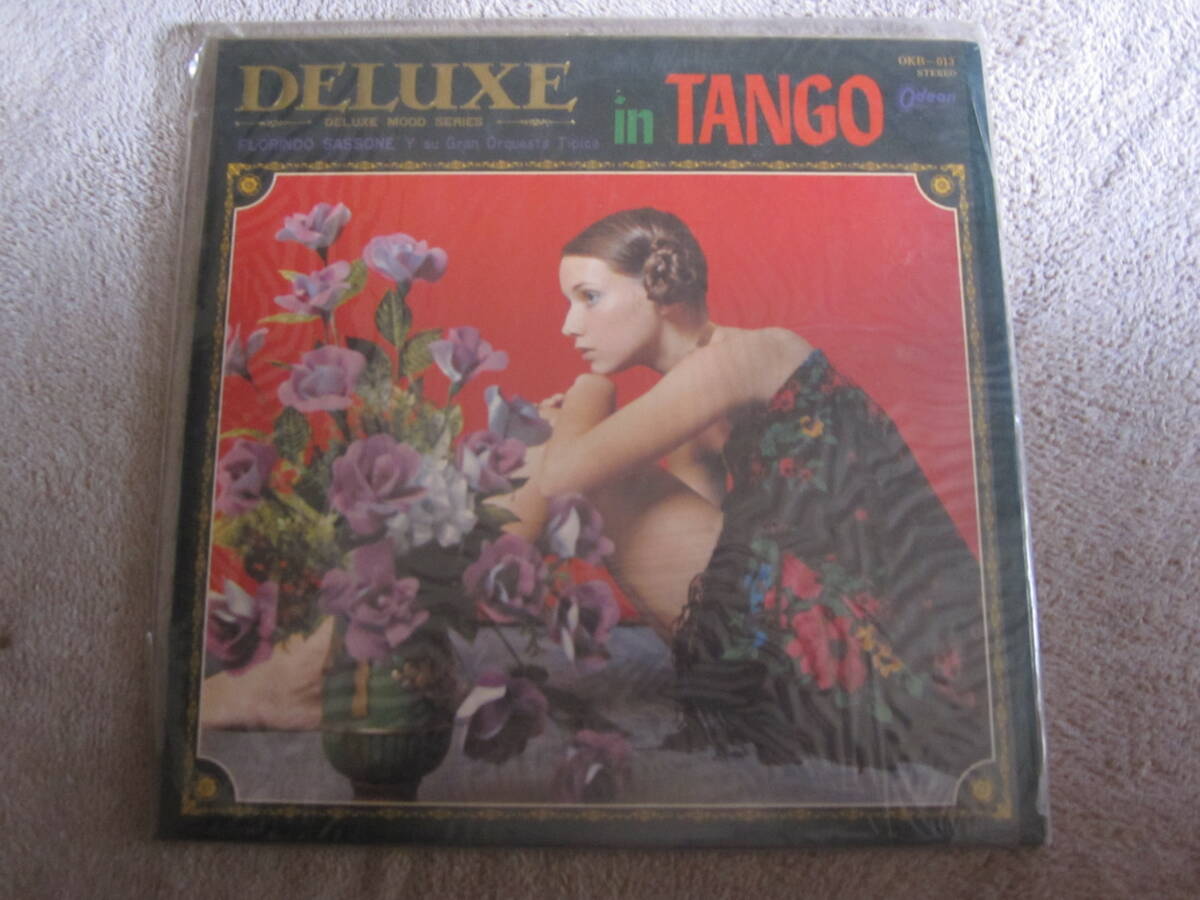 DELUXE
DELUXE MOOD SERIES
in TANGO
FLORINDO SASSONE Y su Gran Orquesta Tipica
OKB-013
STEREO
Odeon